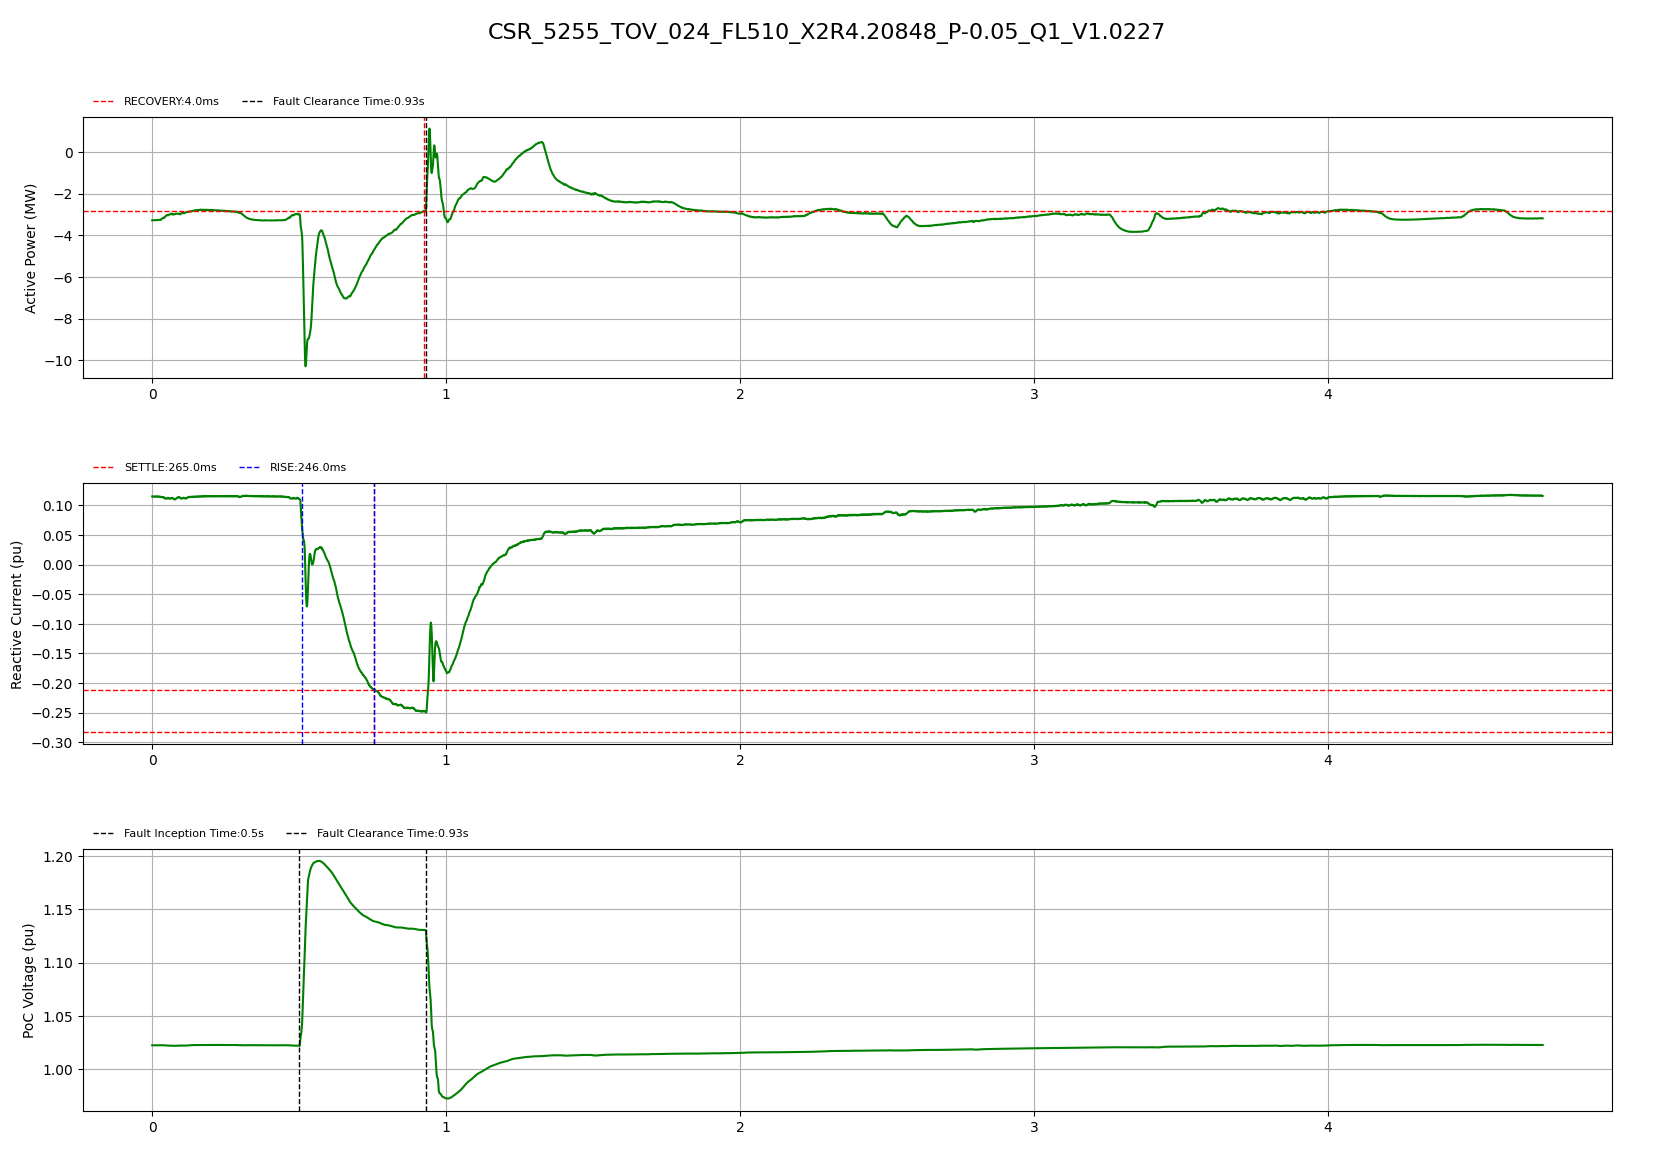 CSR_5255_TOV_024_FL510_X2R4.20848_P-0.05_Q1_V1.0227
RECOVERY:4.0ms Fault Clearance Time:0.93s
Active Power (MW)
0
−2
−4
−6
−8
−10
0 1 2 3 4
SETTLE:265.0ms RISE:246.0ms
Reactive Current (pu)
0.10
0.05
0.00
−0.05
−0.10
−0.15
−0.20
−0.25
−0.30
0 1 2 3 4
Fault Inception Time:0.5s Fault Clearance Time:0.93s
PoC Voltage (pu)
1.20
1.15
1.10
1.05
1.00
0 1 2 3 4